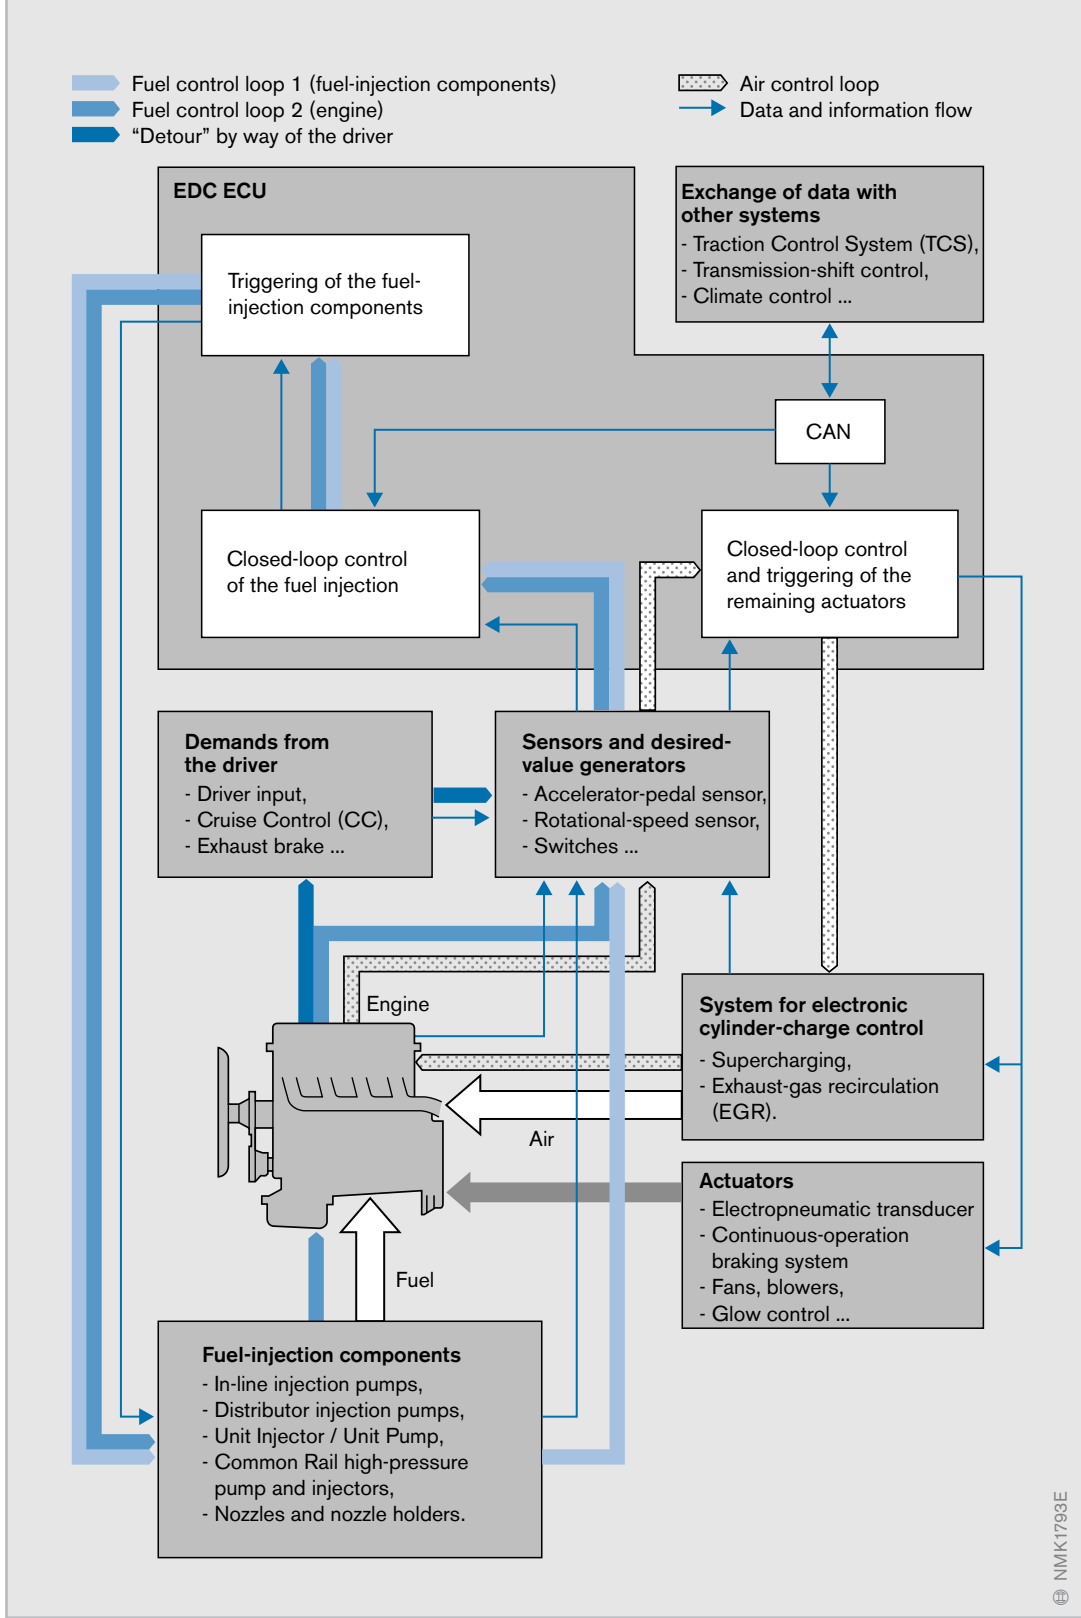 Fuel control loop 1 (fuel-injection components)
Fuel control loop 2 (engine)
“Detour” by way of the driver
Air control loop
Data and information flow
EDC ECU
Exchange of data with
other systems
- Traction Control System (TCS),
- Transmission-shift control,
- Climate control ...
Triggering of the fuel-
injection components
CAN
Closed-loop control
of the fuel injection
Closed-loop control
and triggering of the
remaining actuators
Demands from
the driver
- Driver input,
- Cruise Control (CC),
- Exhaust brake ...
Sensors and desired-
value generators
- Accelerator-pedal sensor,
- Rotational-speed sensor,
- Switches ...
Engine
System for electronic
cylinder-charge control
- Supercharging,
- Exhaust-gas recirculation
(EGR).
Air
Actuators
- Electropneumatic transducer
- Continuous-operation
braking system
- Fans, blowers,
- Glow control ...
Fuel
Fuel-injection components
- In-line injection pumps,
- Distributor injection pumps,
- Unit Injector / Unit Pump,
- Common Rail high-pressure
pump and injectors,
- Nozzles and nozzle holders.
NMK1793E